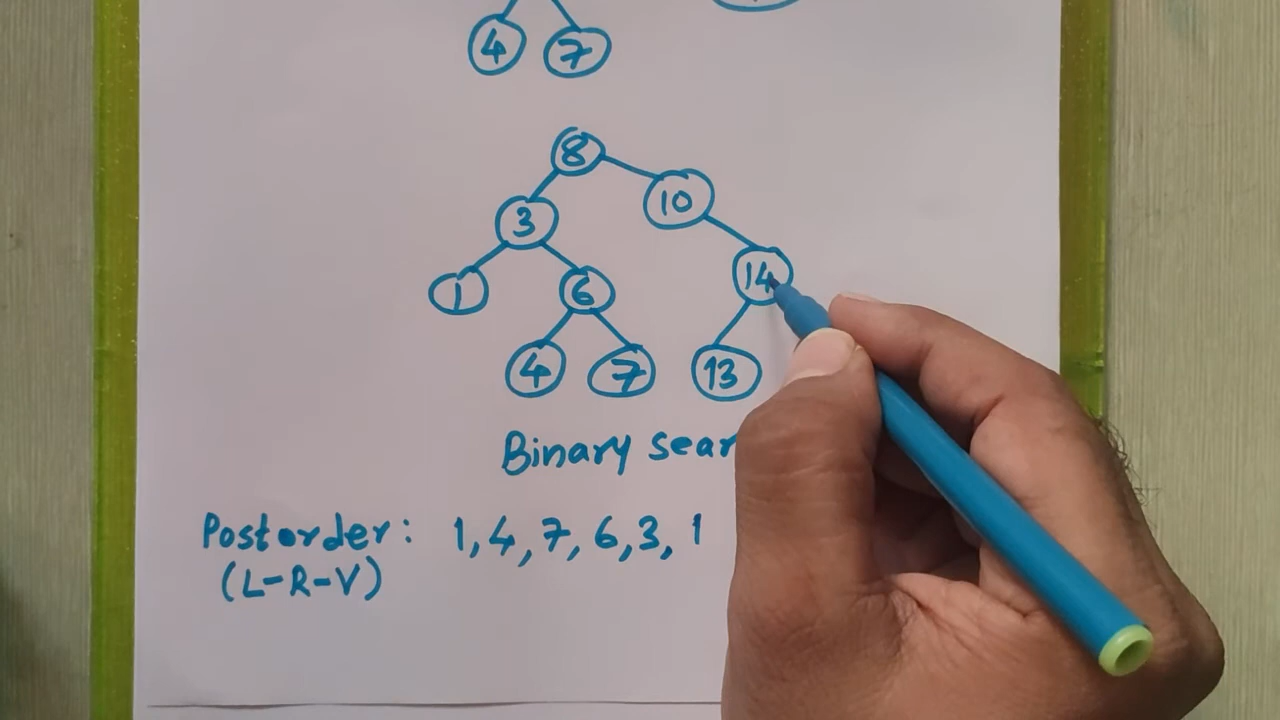 4 7
8
10
3
14
1 6
4 7 13
Binary sear
Postorder: 1, 4, 7, 6, 3, 1
(L-R-V)